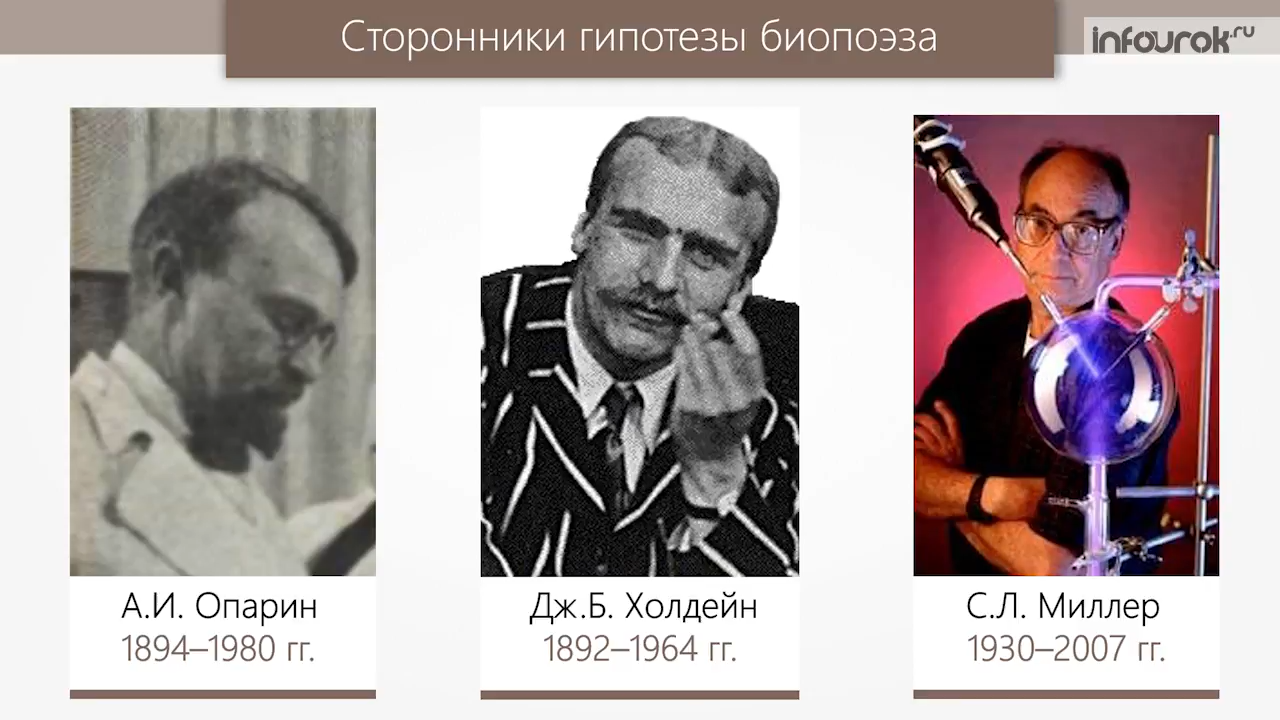 Сторонники гипотезы биопоэза
infourok.ru
А.И. Опарин
1894–1980 гг.
Дж.Б. Холдейн
1892–1964 гг.
С.Л. Миллер
1930–2007 гг.